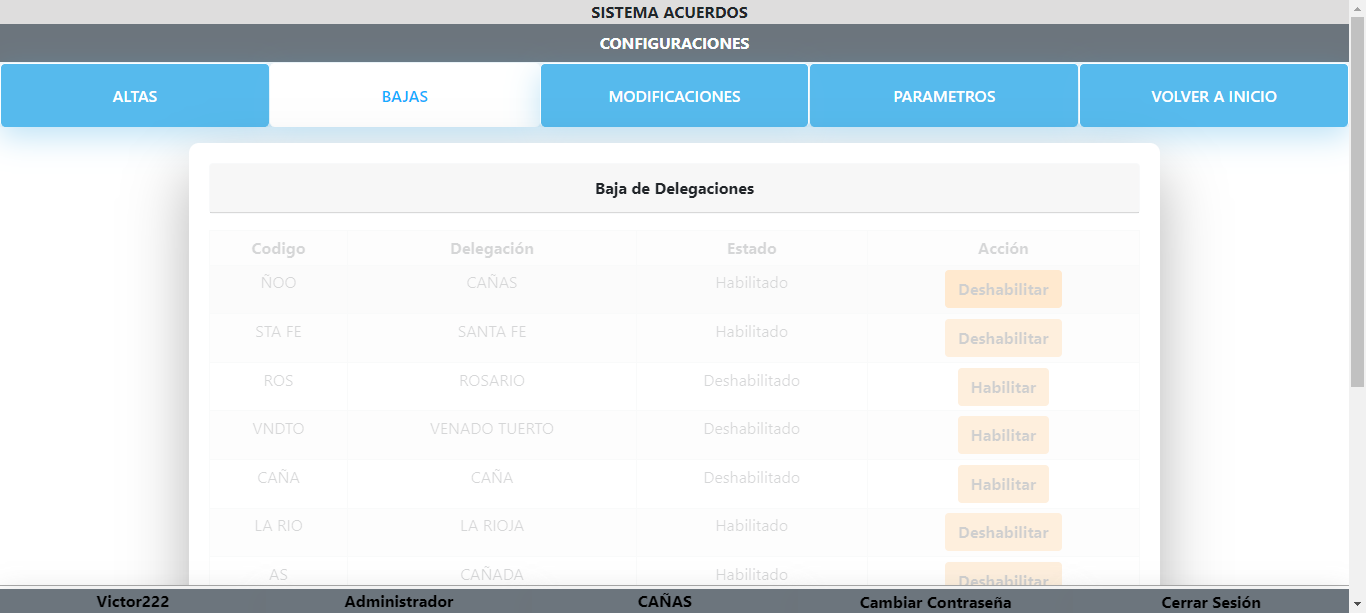 SISTEMA ACUERDOS
CONFIGURACIONES
ALTAS BAJAS MODIFICACIONES PARAMETROS VOLVER A INICIO
Baja de Delegaciones
Codigo Delegación Estado Acción
ÑOO CAÑAS Habilitado Deshabilitar
STA FE SANTA FE Habilitado Deshabilitar
ROS ROSARIO Deshabilitado Habilitar
VNDTO VENADO TUERTO Deshabilitado Habilitar
CAÑA CAÑA Deshabilitado Habilitar
LA RIO LA RIOJA Habilitado Deshabilitar
AS CAÑADA Habilitado Deshabilitar
Victor222 Administrador CAÑAS Cambiar Contraseña Cerrar Sesión